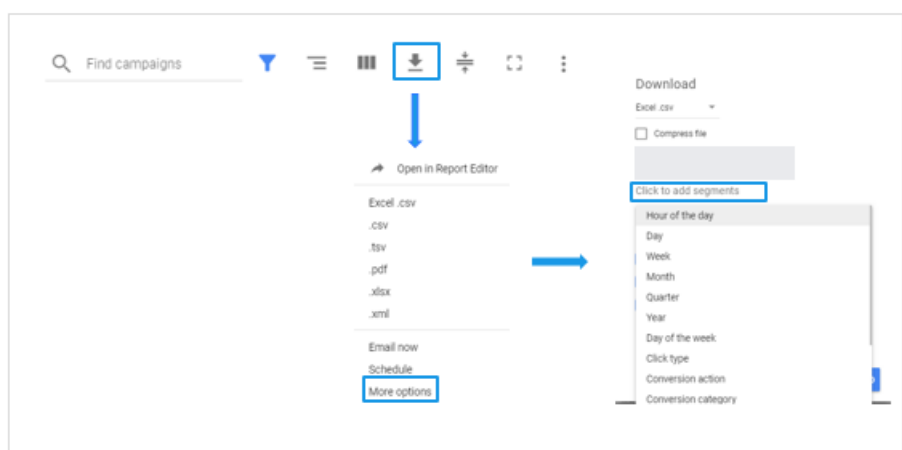 Find campaigns
Open in Report Editor
Excel .csv
.csv
.tsv
.pdf
.xlsx
.xml
Email now
Schedule
More options
Download
Excel .csv
Compress file
Click to add segments
Hour of the day
Day
Week
Month
Quarter
Year
Day of the week
Click type
Conversion action
Conversion category